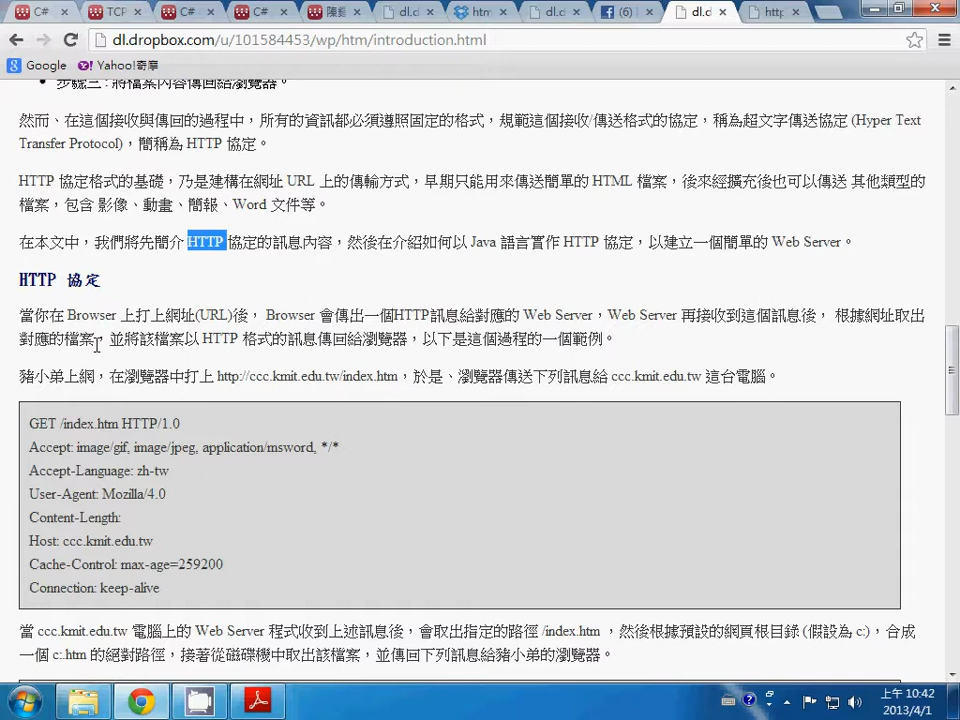 C#
TCP
C#
C#
陳鍾
dl.d
htm
dl.d
(6)
dl.d
http
dl.dropbox.com/u/101584453/wp/htm/introduction.html
Google Yahoo!奇摩
步驟三 : 將檔案內容傳回給瀏覽器。
然而、在這個接收與傳回的過程中，所有的資訊都必須遵照固定的格式，規範這個接收/傳送格式的協定，稱為超文字傳送協定 (Hyper Text
Transfer Protocol)，簡稱為 HTTP 協定。
HTTP 協定格式的基礎，乃是建構在網址 URL 上的傳輸方式，早期只能用來傳送簡單的 HTML 檔案，後來經擴充後也可以傳送 其他類型的
檔案，包含 影像、動畫、簡報、Word 文件等。
在本文中，我們將先簡介 HTTP 協定的訊息內容，然後在介紹如何以 Java 語言實作 HTTP 協定，以建立一個簡單的 Web Server。
HTTP 協定
當你在 Browser 上打上網址(URL)後， Browser 會傳出一個HTTP訊息給對應的 Web Server，Web Server 再接收到這個訊息後， 根據網址取出
對應的檔案，並將該檔案以 HTTP 格式的訊息傳回給瀏覽器，以下是這個過程的一個範例。
豬小弟上網，在瀏覽器中打上 http://ccc.kmit.edu.tw/index.htm，於是、瀏覽器傳送下列訊息給 ccc.kmit.edu.tw 這台電腦。
GET /index.htm HTTP/1.0
Accept: image/gif, image/jpeg, application/msword, */*
Accept-Language: zh-tw
User-Agent: Mozilla/4.0
Content-Length:
Host: ccc.kmit.edu.tw
Cache-Control: max-age=259200
Connection: keep-alive
當 ccc.kmit.edu.tw 電腦上的 Web Server 程式收到上述訊息後，會取出指定的路徑 /index.htm ，然後根據預設的網頁根目錄 (假設為 c:)，合成
一個 c:.htm 的絕對路徑，接著從磁碟機中取出該檔案，並傳回下列訊息給豬小弟的瀏覽器。
上午 10:42
2013/4/1